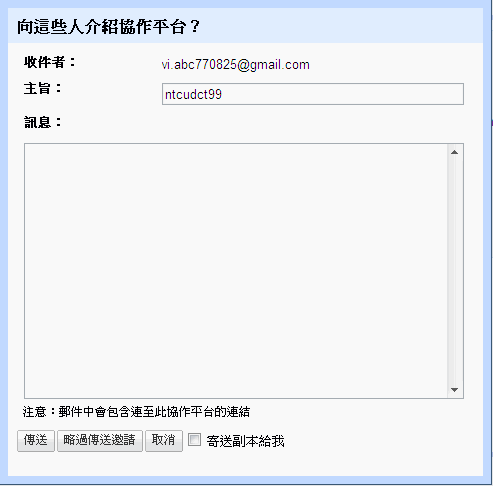 向這些人介紹協作平台？
收件者： vi.abc770825@gmail.com
主旨： ntcudct99
訊息：
注意：郵件中會包含連至此協作平台的連結
傳送 略過傳送邀請 取消 寄送副本給我